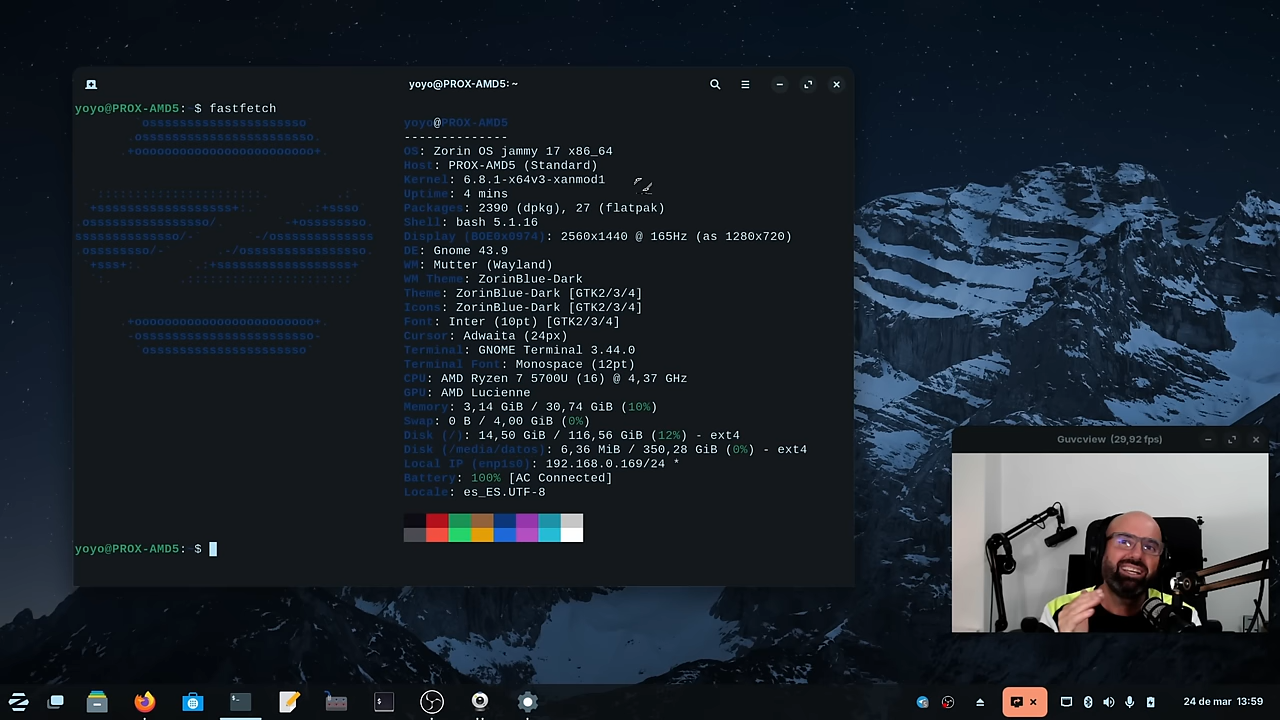 yoyo@PROX-AMD5: ~
yoyo@PROX-AMD5: $ fastfetch
yoyo@PROX-AMD5
--------------
OS: Zorin OS jammy 17 x86_64
Host: PROX-AMD5 (Standard)
Kernel: 6.8.1-x64v3-xanmod1
Uptime: 4 mins
Packages: 2390 (dpkg), 27 (flatpak)
Shell: bash 5.1.16
Display (BOE0x0974): 2560x1440 @ 165Hz (as 1280x720)
DE: Gnome 43.9
WM: Mutter (Wayland)
WM Theme: ZorinBlue-Dark
Theme: ZorinBlue-Dark [GTK2/3/4]
Icons: ZorinBlue-Dark [GTK2/3/4]
Font: Inter (10pt) [GTK2/3/4]
Cursor: Adwaita (24px)
Terminal: GNOME Terminal 3.44.0
Terminal Font: Monospace (12pt)
CPU: AMD Ryzen 7 5700U (16) @ 4,37 GHz
GPU: AMD Lucienne
Memory: 3,14 GiB / 30,74 GiB (10%)
Swap: 0 B / 4,00 GiB (0%)
Disk (/): 14,50 GiB / 116,56 GiB (12%) - ext4
Disk (/media/datos): 6,36 MiB / 350,28 GiB (0%) - ext4
Local IP (enp1s0): 192.168.0.169/24 *
Battery: 100% [AC Connected]
Locale: es_ES.UTF-8
yoyo@PROX-AMD5: $
Guvcview (29,92 fps)
24 de mar 13:59